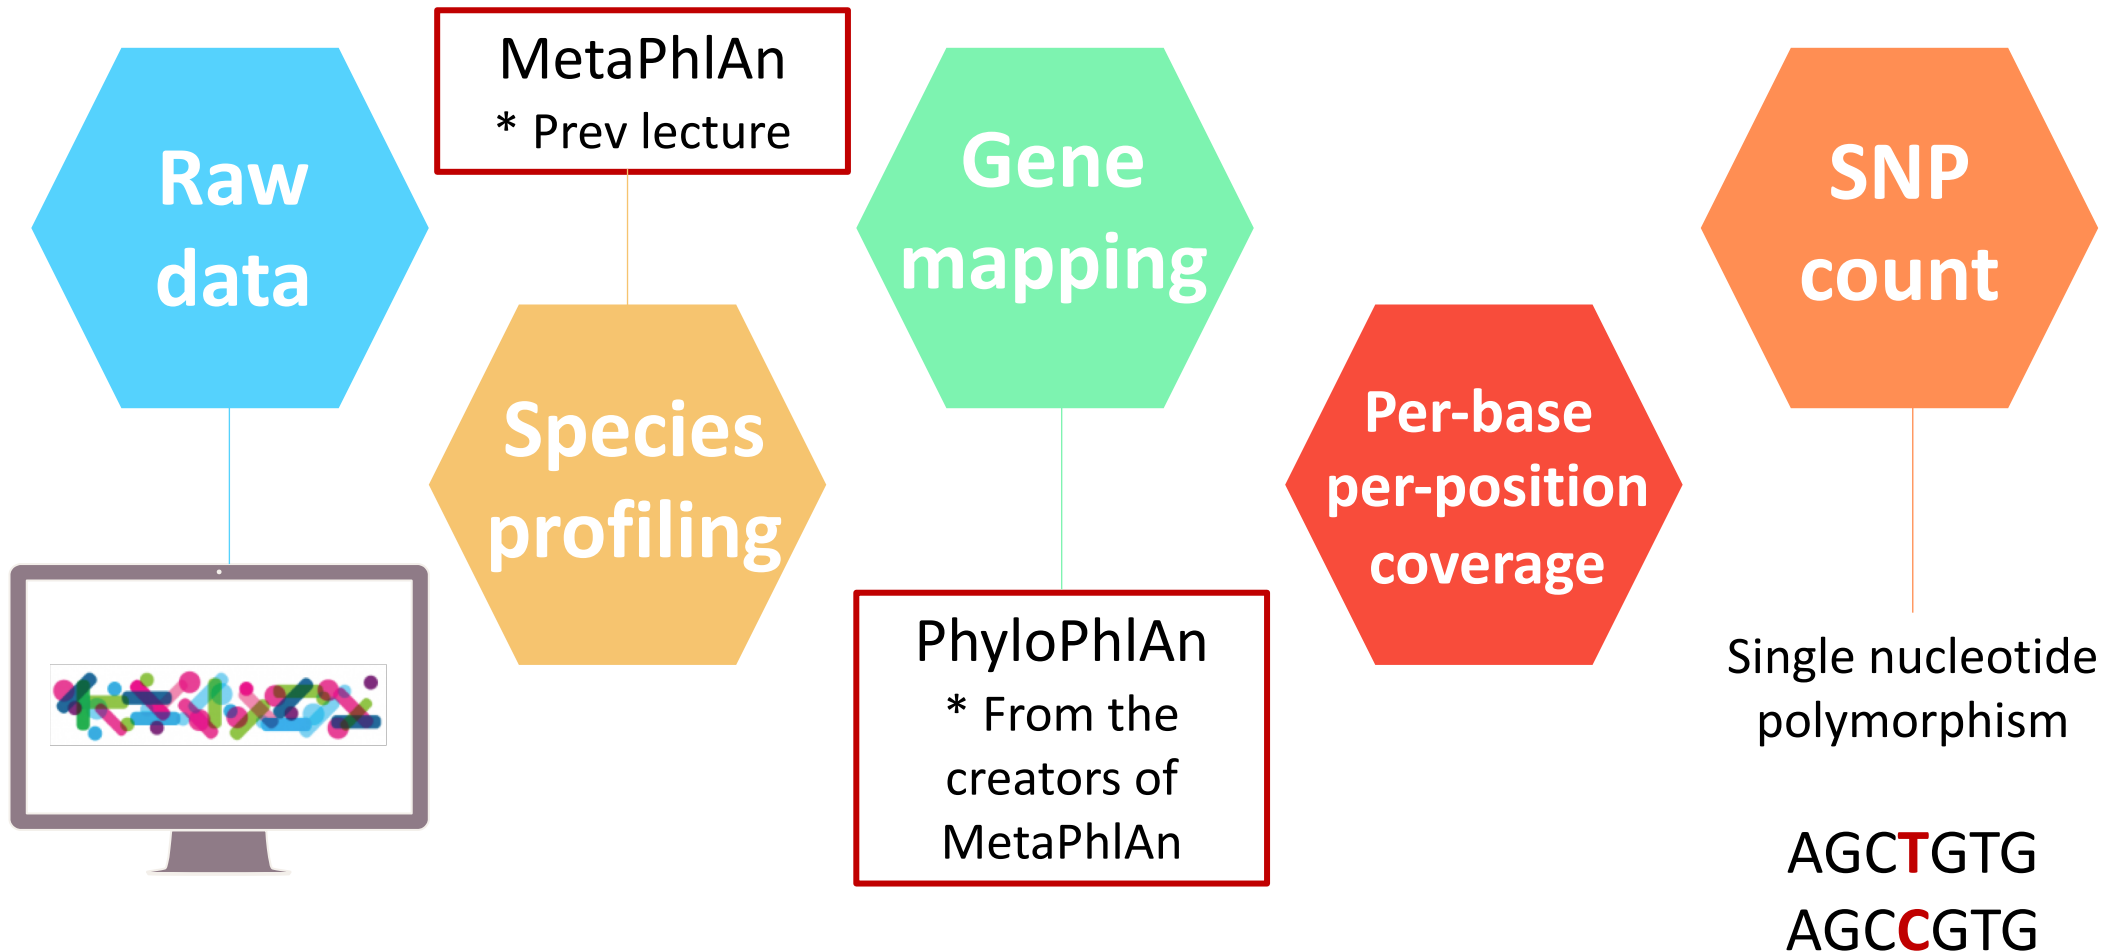 Raw
data
MetaPhlAn
* Prev lecture
Species
profiling
Gene
mapping
PhyloPhlAn
* From the
creators of
MetaPhlAn
Per-base
per-position
coverage
SNP
count
Single nucleotide
polymorphism
AGCTGTG
AGCCGTG